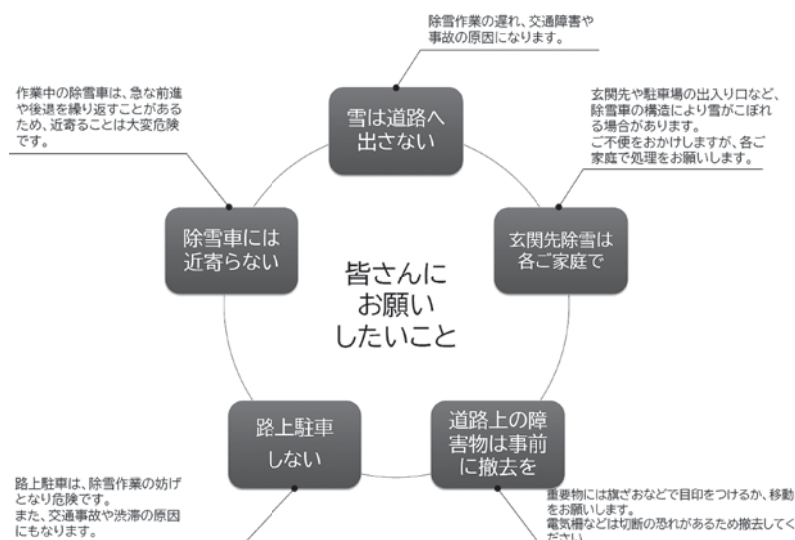 除雪作業の遅れ、交通障害や
事故の原因になります。
雪は道路へ
出さない
玄関先や駐車場の出入り口など、
除雪車の構造により雪がこぼれ
る場合があります。
ご不便をおかけしますが、各ご
家庭で処理をお願いします。
玄関先除雪は
各ご家庭で
作業中の除雪車は、急な前進
や後退を繰り返すことがある
ため、近寄ることは大変危険
です。
除雪車には
近寄らない
皆さんに
お願い
したいこと
道路上の障
害物は事前
に撤去を
重要物には旗ざおなどで目印をつけるか、移動
をお願いします。
電気柵などは切断の恐れがあるため撤去してく
ださい
路上駐車
しない
路上駐車は、除雪作業の妨げ
となり危険です。
また、交通事故や渋滞の原因
にもなります。